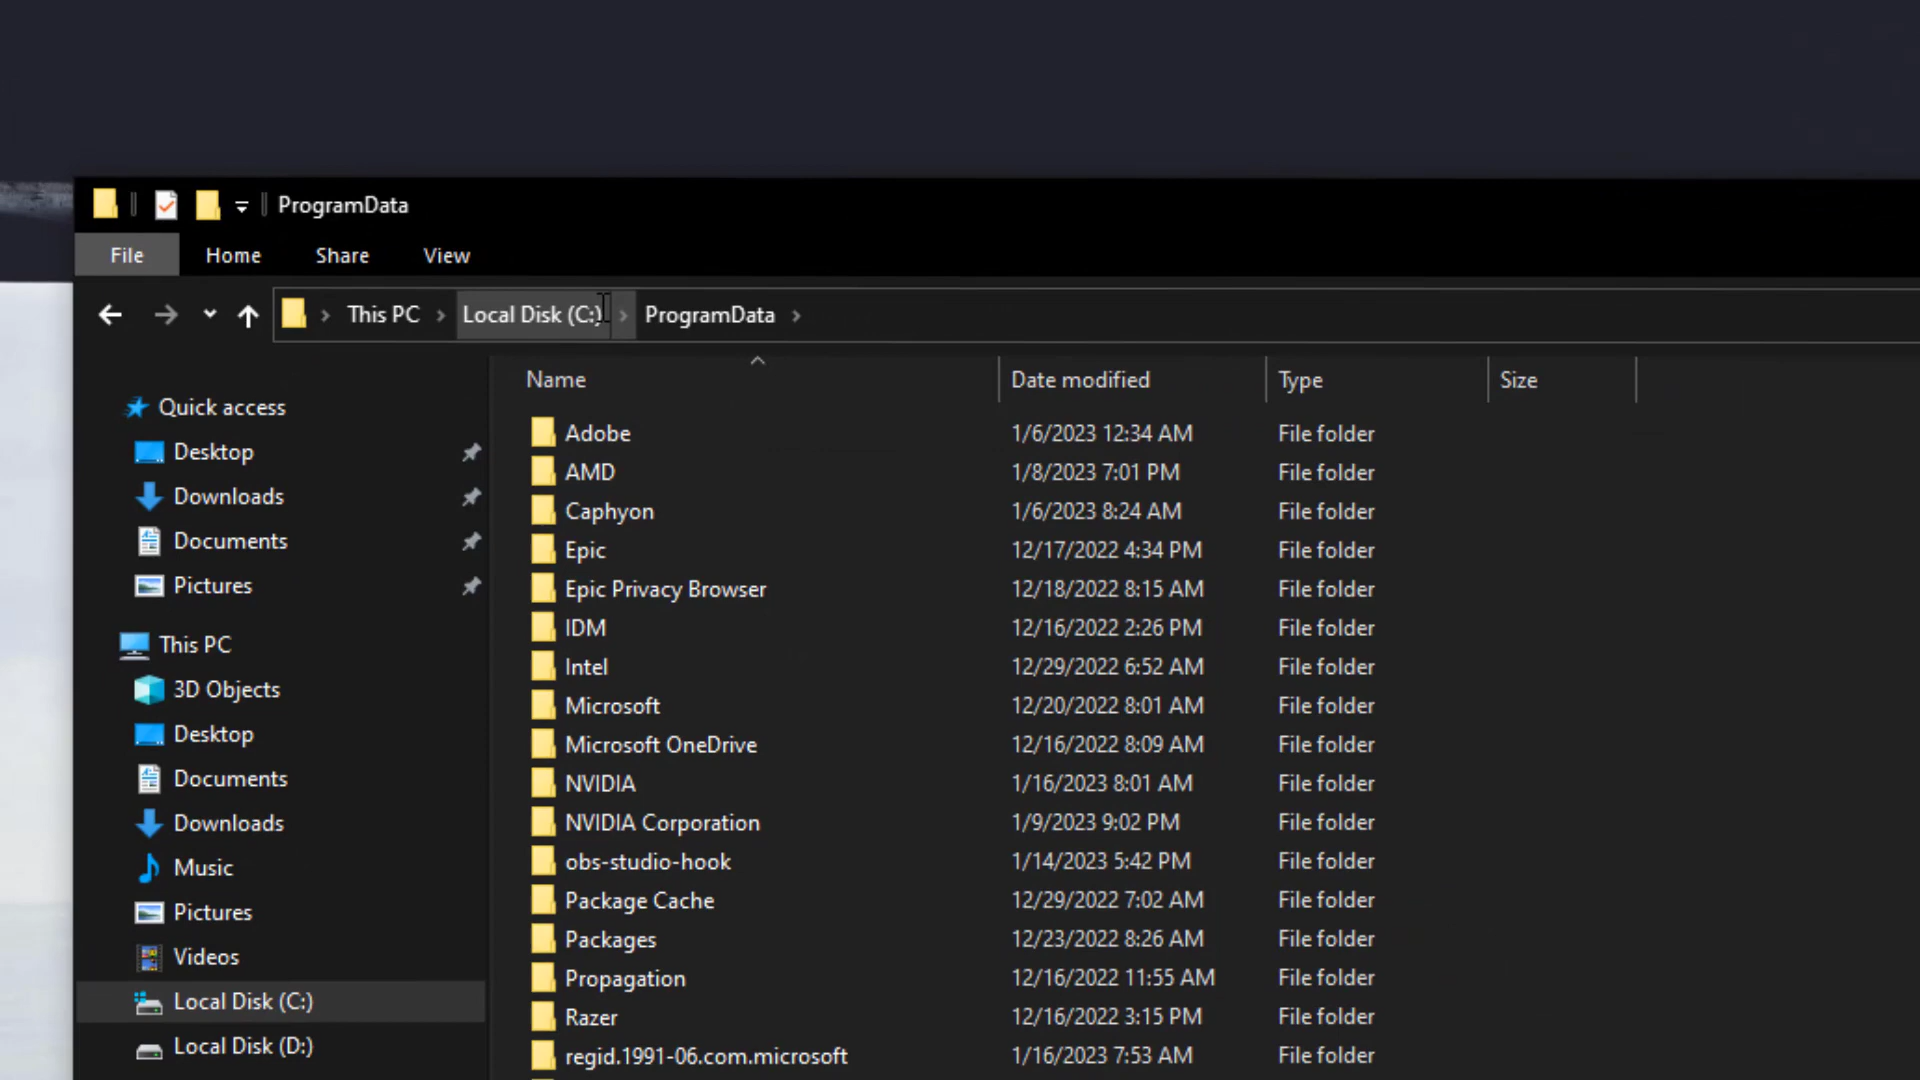 ProgramData
File Home Share View
This PC Local Disk (C:) ProgramData
Name Date modified Type Size
Quick access
Desktop
Downloads
Documents
Pictures
This PC
3D Objects
Desktop
Documents
Downloads
Music
Pictures
Videos
Local Disk (C:)
Local Disk (D:)
Adobe 1/6/2023 12:34 AM File folder
AMD 1/8/2023 7:01 PM File folder
Caphyon 1/6/2023 8:24 AM File folder
Epic 12/17/2022 4:34 PM File folder
Epic Privacy Browser 12/18/2022 8:15 AM File folder
IDM 12/16/2022 2:26 PM File folder
Intel 12/29/2022 6:52 AM File folder
Microsoft 12/20/2022 8:01 AM File folder
Microsoft OneDrive 12/16/2022 8:09 AM File folder
NVIDIA 1/16/2023 8:01 AM File folder
NVIDIA Corporation 1/9/2023 9:02 PM File folder
obs-studio-hook 1/14/2023 5:42 PM File folder
Package Cache 12/29/2022 7:02 AM File folder
Packages 12/23/2022 8:26 AM File folder
Propagation 12/16/2022 11:55 AM File folder
Razer 12/16/2022 3:15 PM File folder
regid.1991-06.com.microsoft 1/16/2023 7:53 AM File folder